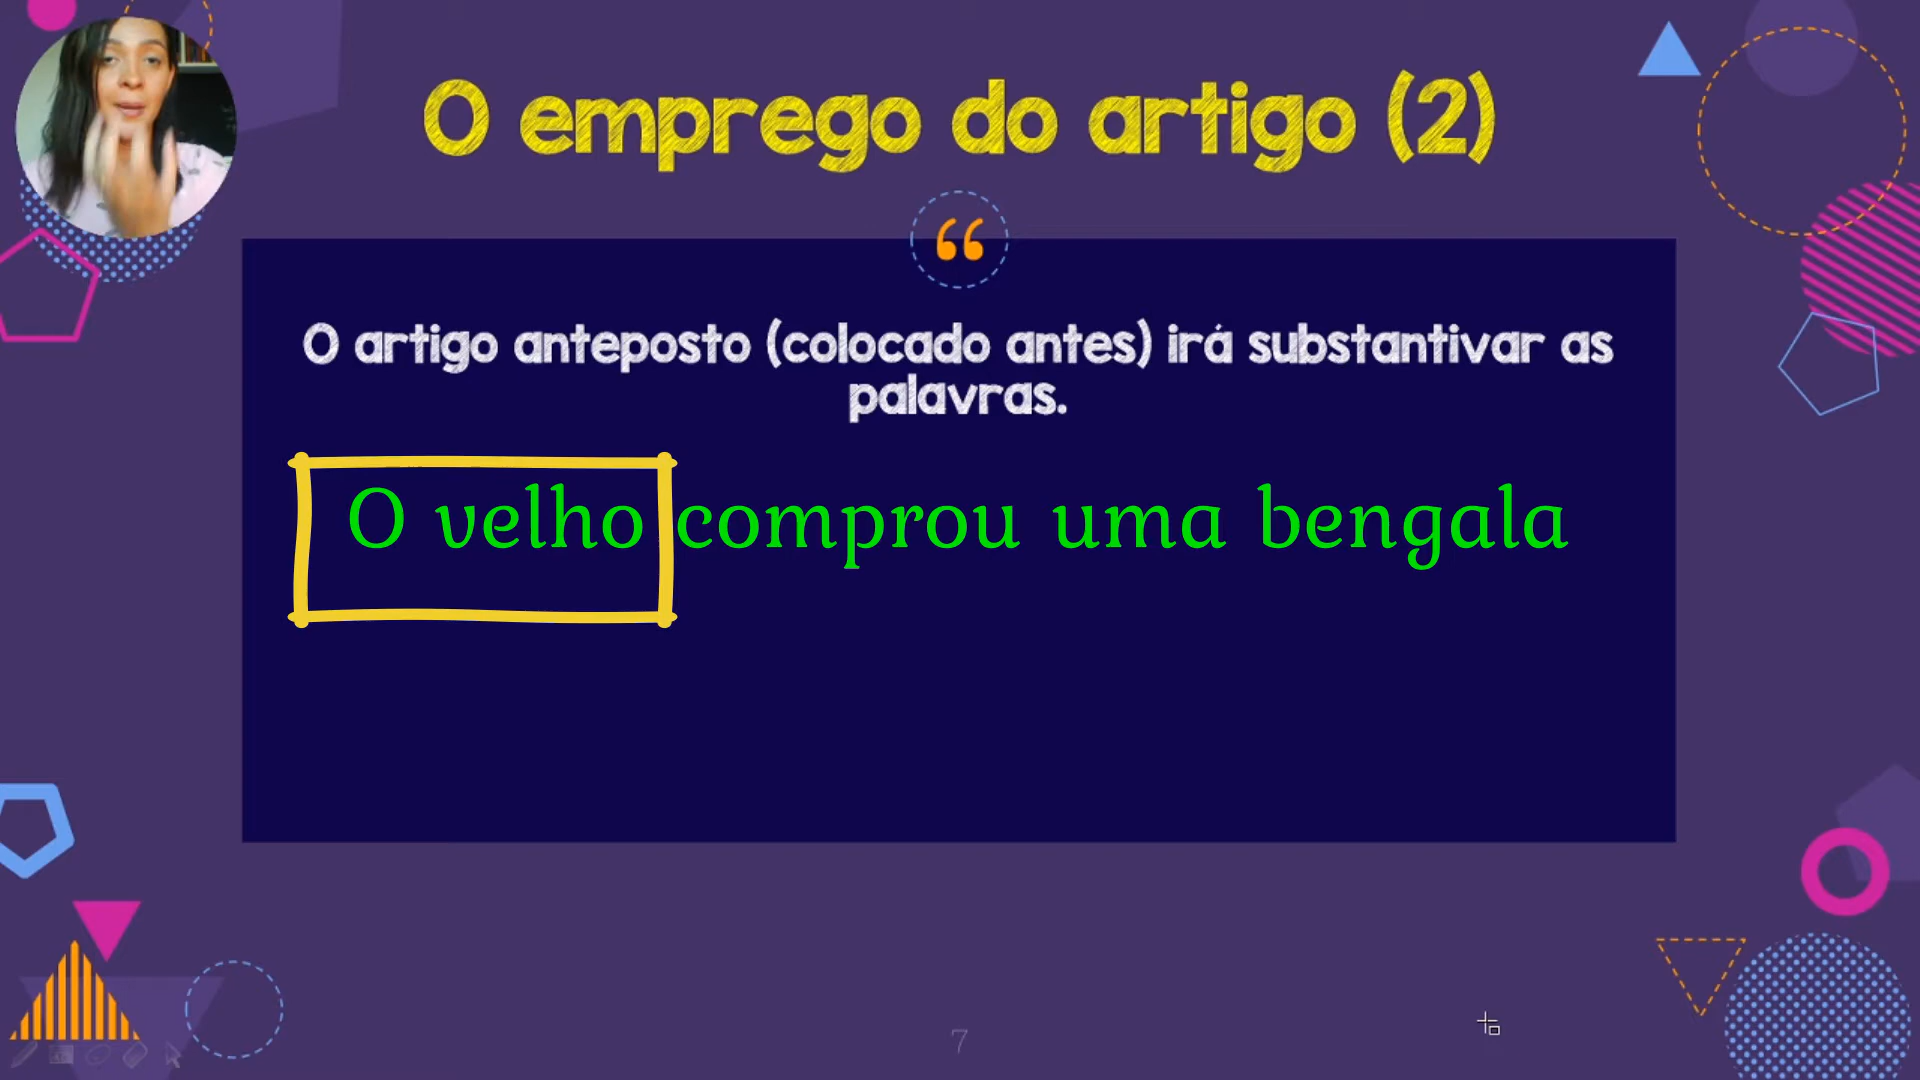 O emprego do artigo (2)
“
O artigo anteposto (colocado antes) irá substantivar as
palavras.
O velho comprou uma bengala
7